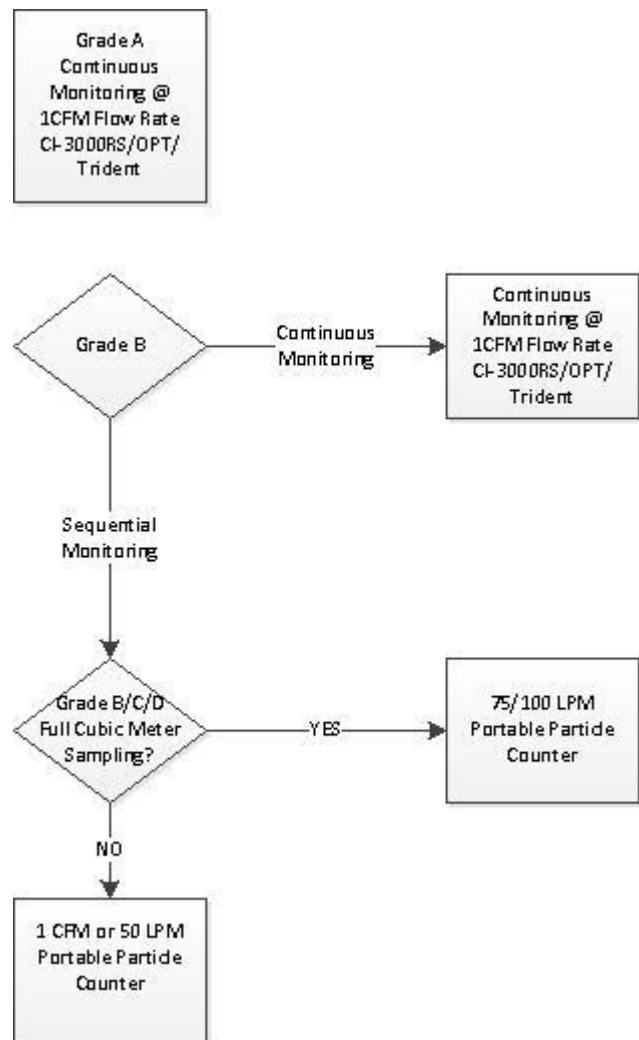 Grade A
Continuous
Monitoring @
1CFM Flow Rate
CI-3000RS/OPT/
Trident
Grade B
Continuous
Monitoring
Continuous
Monitoring @
1CFM Flow Rate
CI-3000RS/OPT/
Trident
Sequential
Monitoring
Grade B/C/D
Full Cubic Meter
Sampling?
YES
75/100 LPM
Portable Particle
Counter
NO
1 CFM or 50 LPM
Portable Particle
Counter